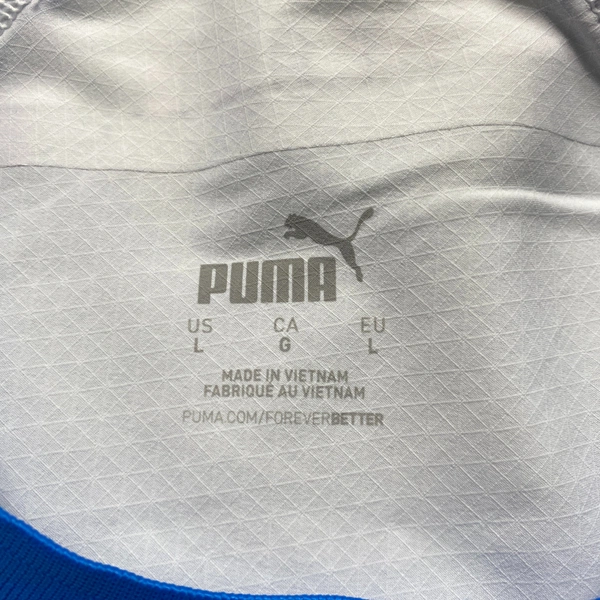 PUMA
US CA EU
L G L
MADE IN VIETNAM
FABRIQUÉ AU VIETNAM
PUMA.COM/FOREVERBETTER